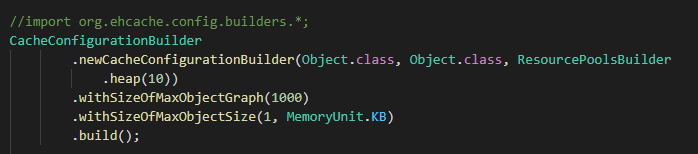 //import org.ehcache.config.builders.*;
CacheConfigurationBuilder
.newCacheConfigurationBuilder(Object.class, Object.class, ResourcePoolsBuilder
.heap(10))
.withSizeOfMaxObjectGraph(1000)
.withSizeOfMaxObjectSize(1, MemoryUnit.KB)
.build();